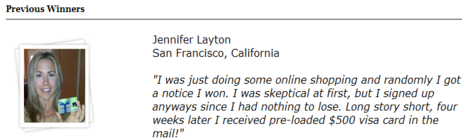 Previous Winners
Jennifer Layton
San Francisco, California
"I was just doing some online shopping and randomly I got
a notice I won. I was skeptical at first, but I signed up
anyways since I had nothing to lose. Long story short, four
weeks later I received pre-loaded $500 visa card in the
mail!"